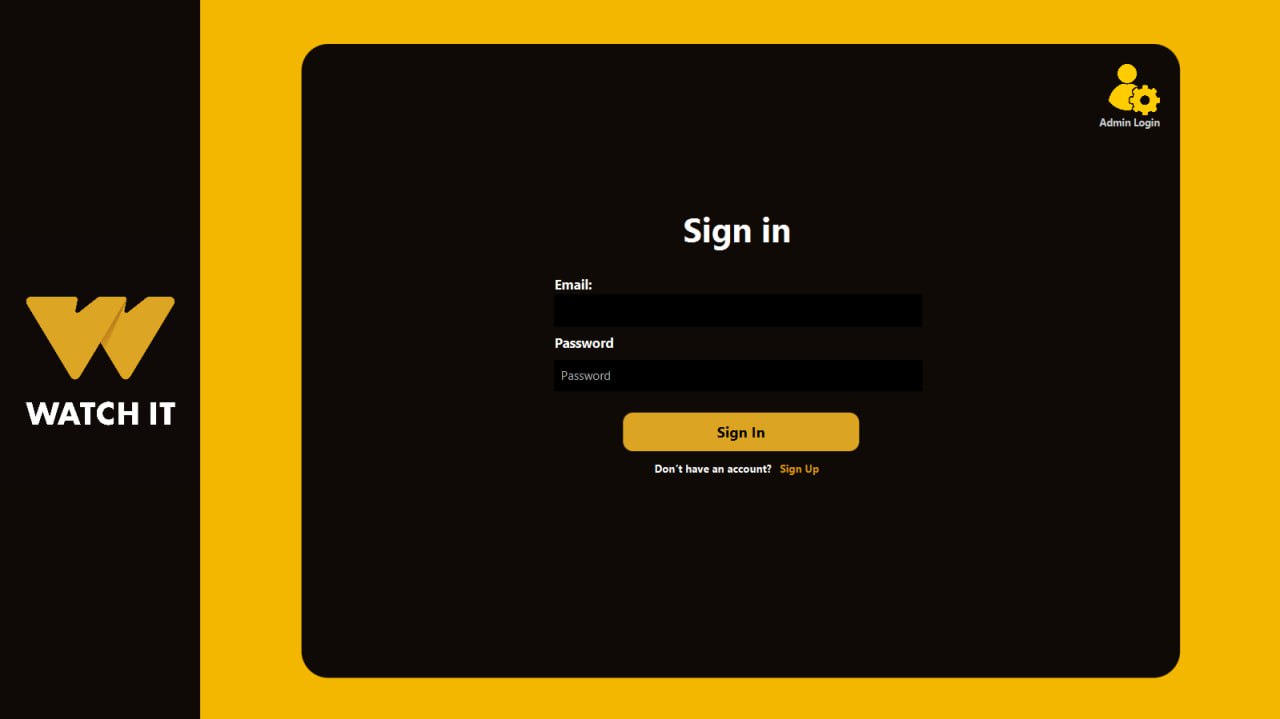 WATCH IT
Admin Login
Sign in
Email:
Password
Password
Sign In
Don't have an account? Sign Up